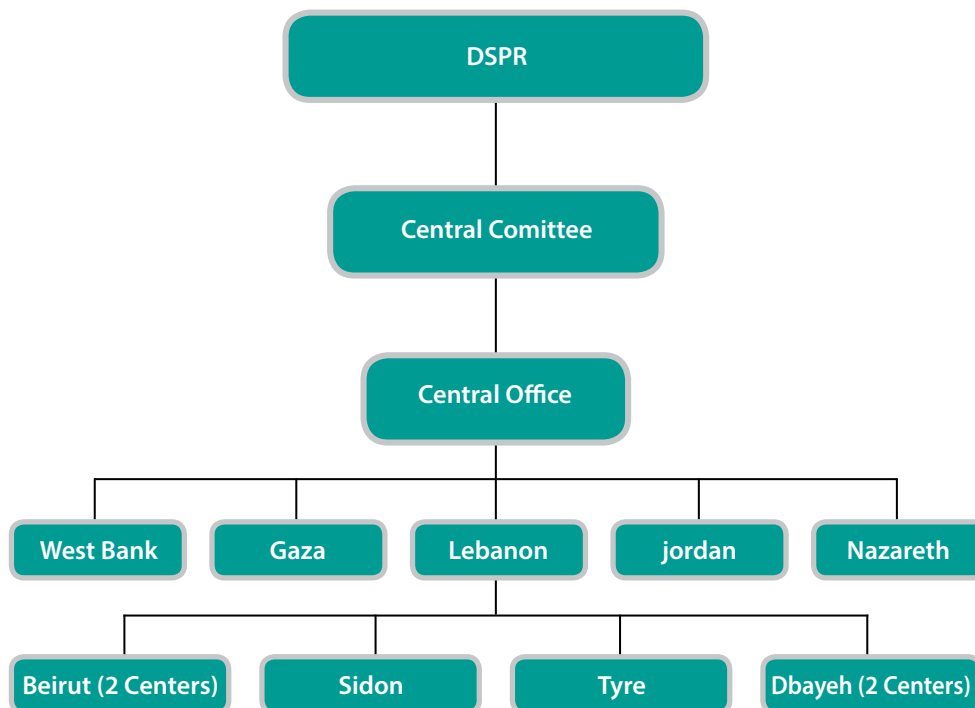 DSPR
Central Comittee
Central Office
West Bank
Gaza
Lebanon
jordan
Nazareth
Beirut (2 Centers)
Sidon
Tyre
Dbayeh (2 Centers)